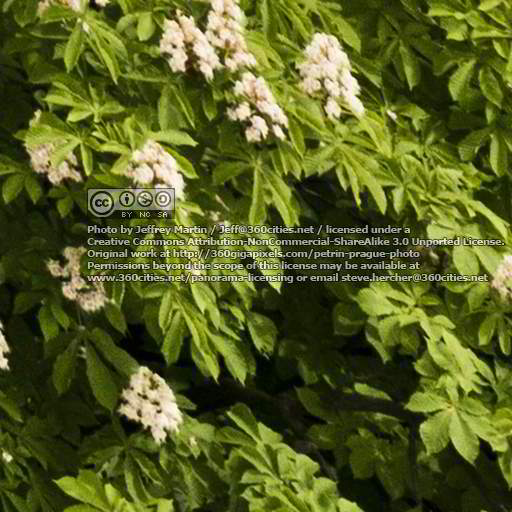 cc BY NC SA
Photo by Jeffrey Martin / Jeff@360cities.net / licensed under a
Creative Commons Attribution-NonCommercial-ShareAlike 3.0 Unported License.
Original work at http://360gigapixels.com/petrin-prague-photo
Permissions beyond the scope of this license may be available at
www.360cities.net/panorama-licensing or email steve.hercher@360cities.net